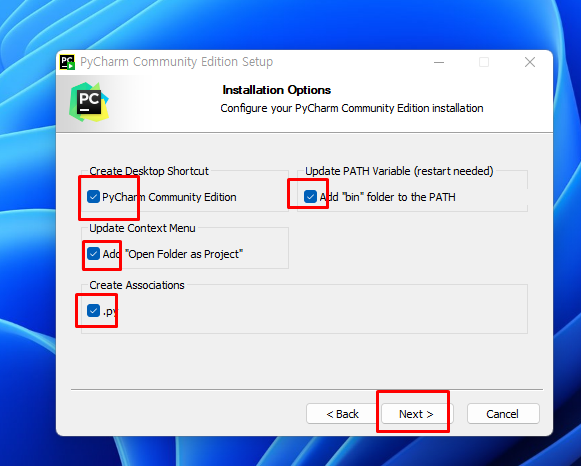 PC
PyCharm Community Edition Setup
PC
Installation Options
Configure your PyCharm Community Edition installation
Create Desktop Shortcut
PyCharm Community Edition
Update PATH Variable (restart needed)
Add "bin" folder to the PATH
Update Context Menu
Add "Open Folder as Project"
Create Associations
.py
< Back
Next >
Cancel